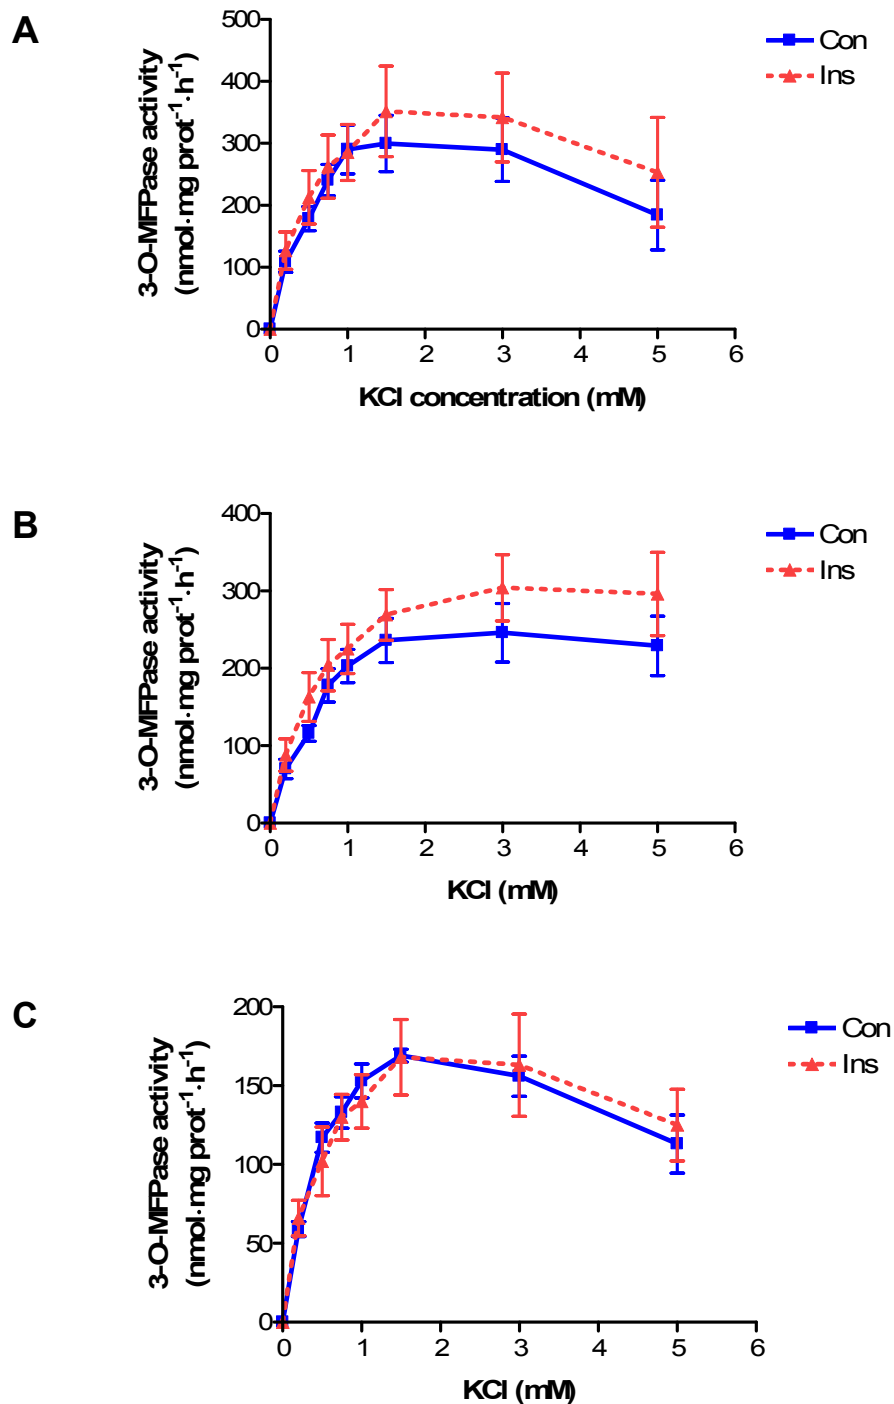 A
3-O-MFPase activity
(nmol·mg prot⁻¹·h⁻¹)
500
400
300
200
100
0
0 1 2 3 4 5 6
KCl concentration (mM)
Con
Ins
B
3-O-MFPase activity
(nmol·mg prot⁻¹·h⁻¹)
400
300
200
100
0
0 1 2 3 4 5 6
KCl (mM)
Con
Ins
C
3-O-MFPase activity
(nmol·mg prot⁻¹·h⁻¹)
200
150
100
50
0
0 1 2 3 4 5 6
KCl (mM)
Con
Ins